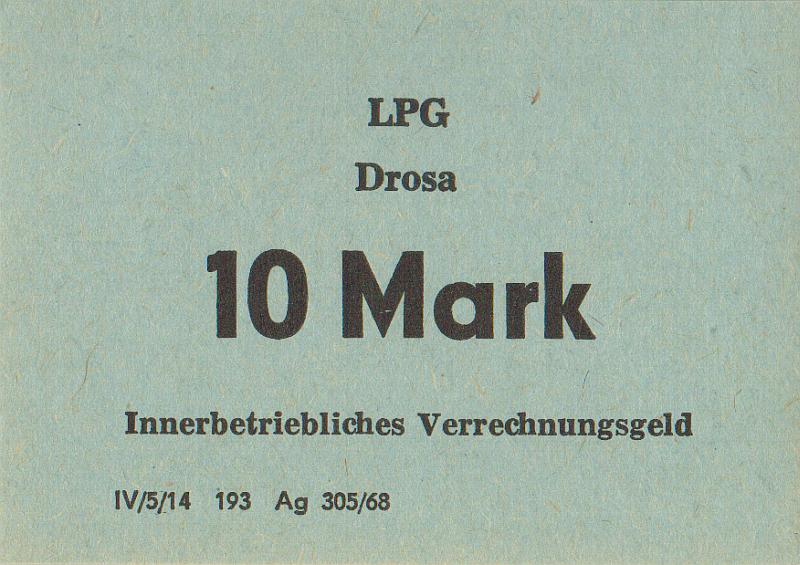 LPG
Drosa
10 Mark
Innerbetriebliches Verrechnungsgeld
IV/5/14 193 Ag 305/68